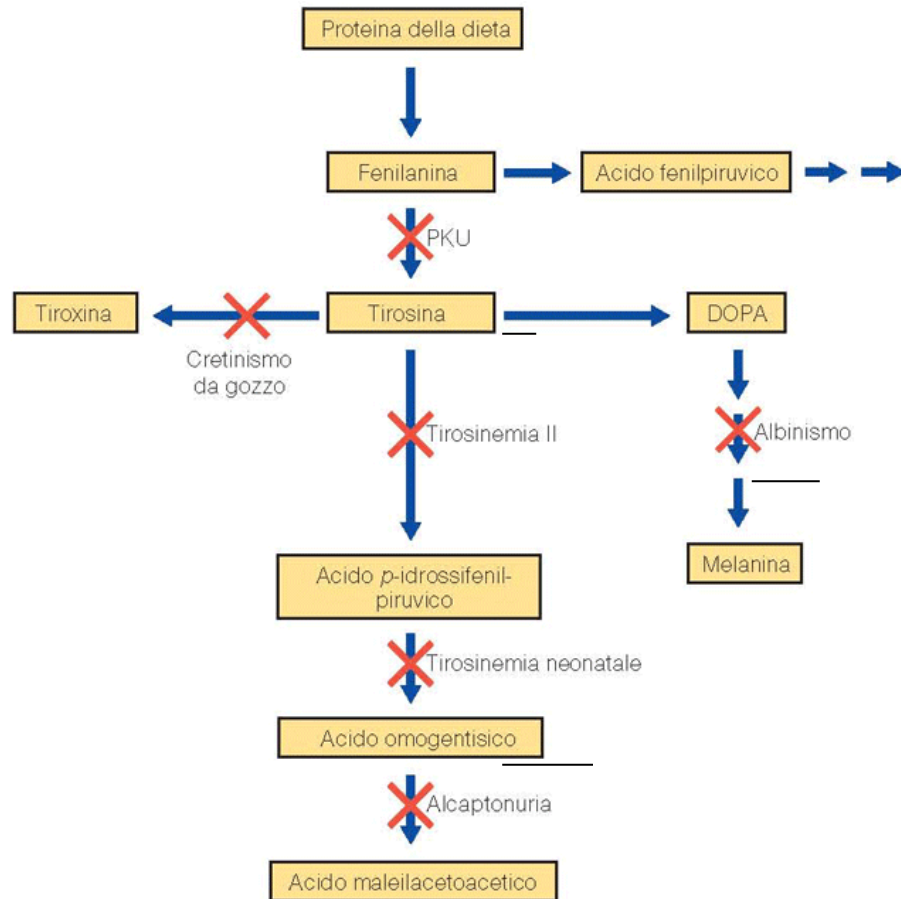 Proteina della dieta
Fenilanina
Acido fenilpiruvico
PKU
Tiroxina
Tirosina
DOPA
Cretinismo
da gozzo
Tirosinemia II
Albinismo
Melanina
Acido p-idrossifenil-
piruvico
Tirosinemia neonatale
Acido omogentisico
Alcaptonuria
Acido maleilacetoacetico